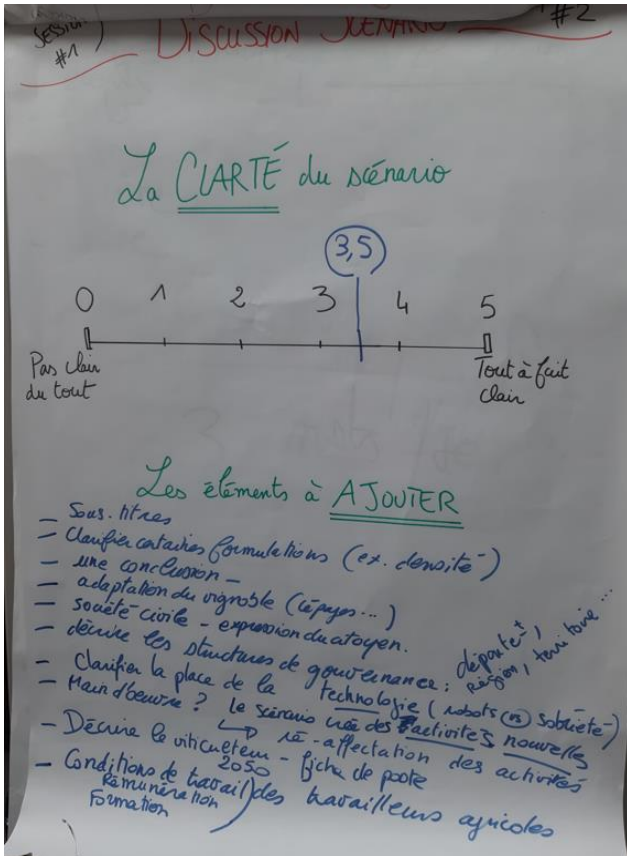 SESSION
#1
#2
DISCUSSION SCENARIO
La CLARTÉ du scénario
3,5
0 1 2 3 4 5
Pas clair
du tout
Tout à fait
clair
Les éléments à AJOUTER
— Sous-titres
— Clarifier certaines formulations (ex. densité)
— une conclusion —
— adaptation du vignoble (cépages...)
— société civile - expression du citoyen.
— décrire les structures de gouvernance : départe-t,
région, territoire...
— Clarifier la place de la technologie (robots vs sobriété)
— Main d'oeuvre ? le scénario crée des activités nouvelles
↳ ré-affectation des activités
— Décrire le viticulteur 2050 - fiche de poste
— Conditions de travail des travailleurs agricoles
Rémunération
Formation